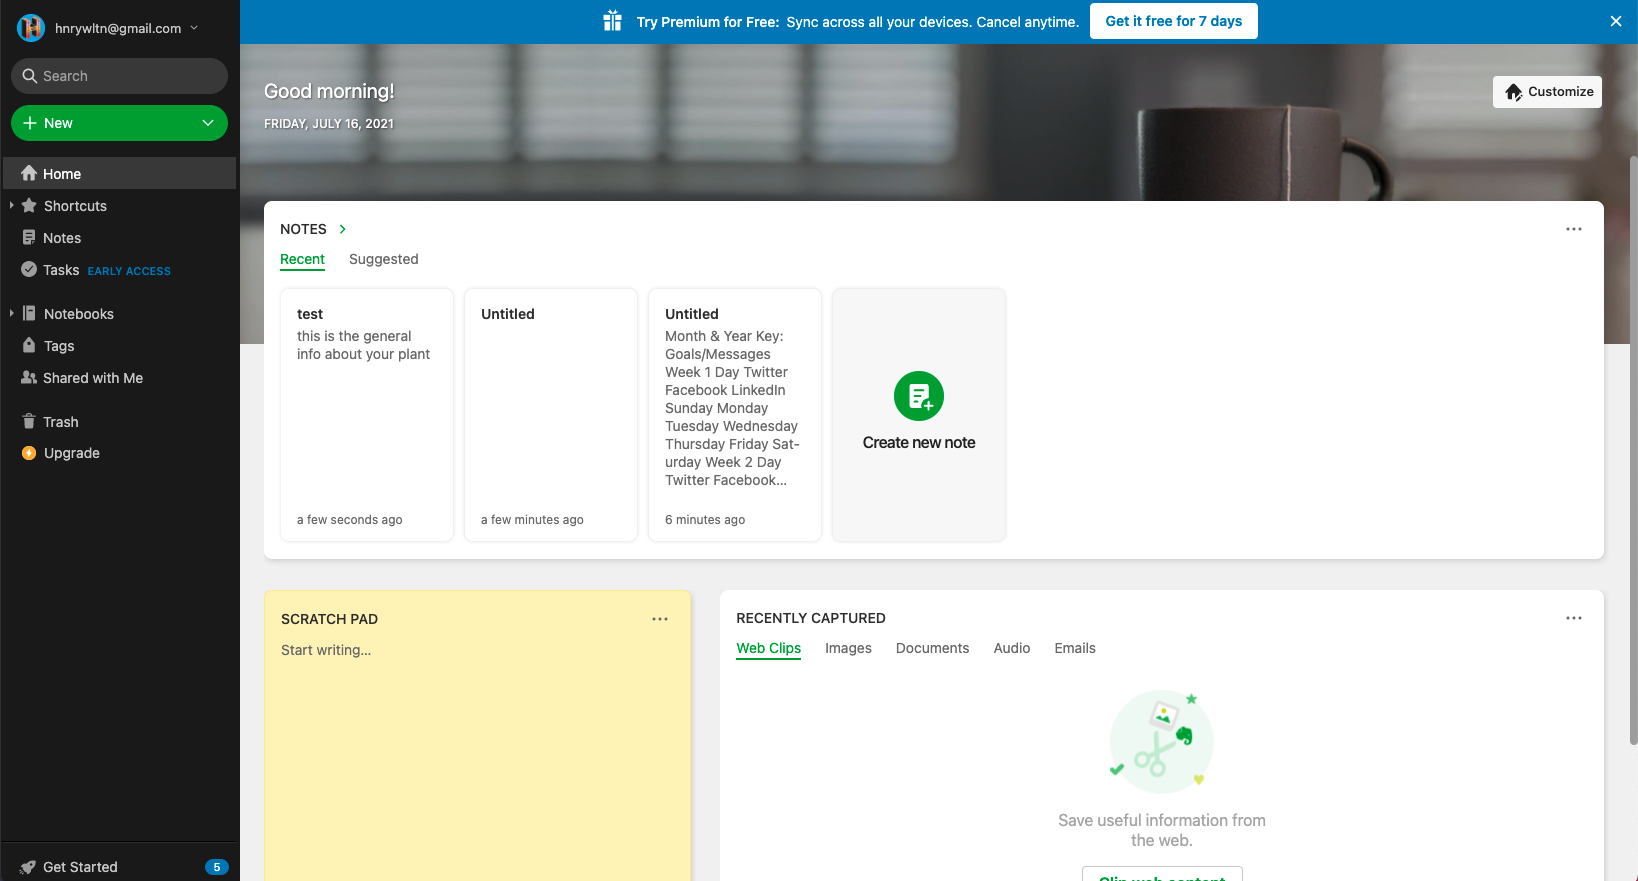 hnrywltn@gmail.com
Search
New
Home
Shortcuts
Notes
Tasks EARLY ACCESS
Notebooks
Tags
Shared with Me
Trash
Upgrade
Get Started 5
Try Premium for Free: Sync across all your devices. Cancel anytime. Get it free for 7 days
Good morning!
FRIDAY, JULY 16, 2021
Customize
NOTES
Recent Suggested
test
this is the general
info about your plant
a few seconds ago
Untitled
a few minutes ago
Untitled
Month & Year Key:
Goals/Messages
Week 1 Day Twitter
Facebook LinkedIn
Sunday Monday
Tuesday Wednesday
Thursday Friday Sat-
urday Week 2 Day
Twitter Facebook...
6 minutes ago
Create new note
SCRATCH PAD
Start writing...
RECENTLY CAPTURED
Web Clips Images Documents Audio Emails
Save useful information from
the web.
Clip web content